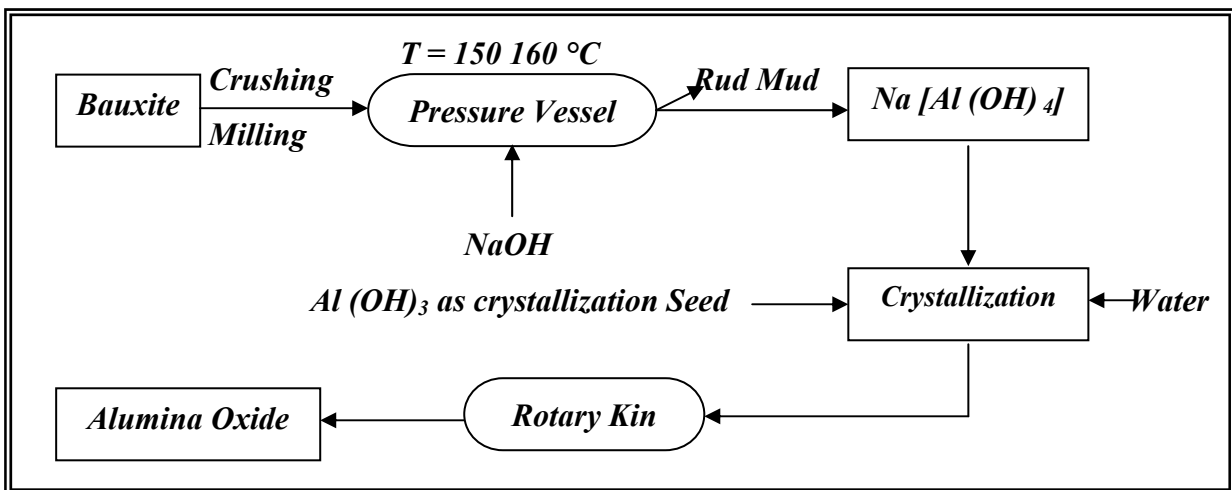 T = 150 160 °C
Bauxite
Crushing
Milling
Pressure Vessel
Rud Mud
Na [Al (OH) 4]
NaOH
Al (OH)3 as crystallization Seed
Crystallization
Water
Alumina Oxide
Rotary Kin